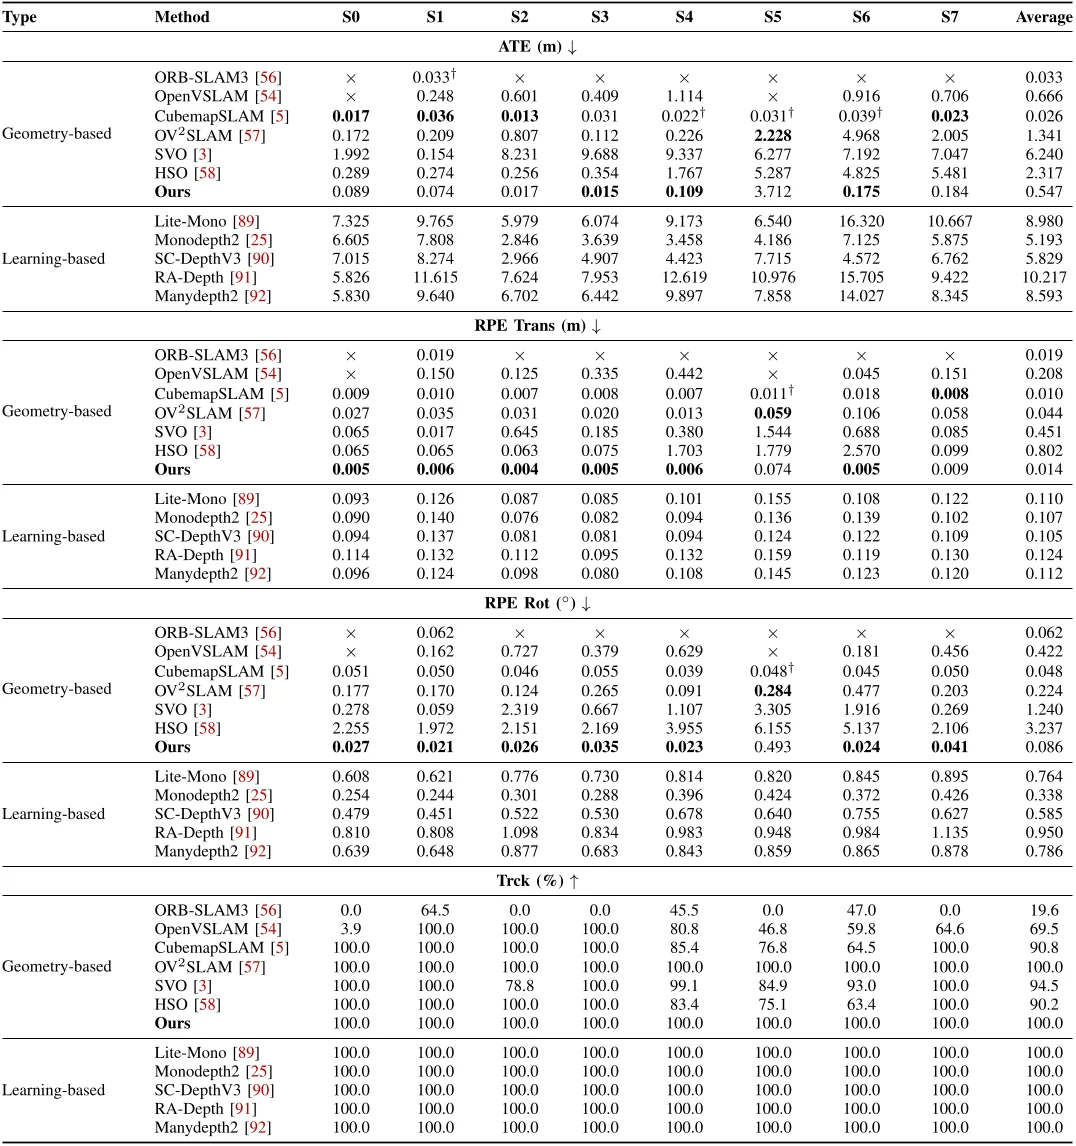 Type Method S0 S1 S2 S3 S4 S5 S6 S7 Average
ATE (m) ↓
ORB-SLAM3 [56] × 0.033† × × × × × × 0.033
OpenVSLAM [54] × 0.248 0.601 0.409 1.114 × 0.916 0.706 0.666
CubemapSLAM [5] 0.017 0.036 0.013 0.031 0.022† 0.031† 0.039† 0.023 0.026
Geometry-based OV²SLAM [57] 0.172 0.209 0.807 0.112 0.226 2.228 4.968 2.005 1.341
SVO [3] 1.992 0.154 8.231 9.688 9.337 6.277 7.192 7.047 6.240
HSO [58] 0.289 0.274 0.256 0.354 1.767 5.287 4.825 5.481 2.317
Ours 0.089 0.074 0.017 0.015 0.109 3.712 0.175 0.184 0.547
Lite-Mono [89] 7.325 9.765 5.979 6.074 9.173 6.540 16.320 10.667 8.980
Monodepth2 [25] 6.605 7.808 2.846 3.639 3.458 4.186 7.125 5.875 5.193
Learning-based SC-DepthV3 [90] 7.015 8.274 2.966 4.907 4.423 7.715 4.572 6.762 5.829
RA-Depth [91] 5.826 11.615 7.624 7.953 12.619 10.976 15.705 9.422 10.217
Manydepth2 [92] 5.830 9.640 6.702 6.442 9.897 7.858 14.027 8.345 8.593
RPE Trans (m) ↓
ORB-SLAM3 [56] × 0.019 × × × × × × 0.019
OpenVSLAM [54] × 0.150 0.125 0.335 0.442 × 0.045 0.151 0.208
CubemapSLAM [5] 0.009 0.010 0.007 0.008 0.007 0.011† 0.018 0.008 0.010
Geometry-based OV²SLAM [57] 0.027 0.035 0.031 0.020 0.013 0.059 0.106 0.058 0.044
SVO [3] 0.065 0.017 0.645 0.185 0.380 1.544 0.688 0.085 0.451
HSO [58] 0.065 0.065 0.063 0.075 1.703 1.779 2.570 0.099 0.802
Ours 0.005 0.006 0.004 0.005 0.006 0.074 0.005 0.009 0.014
Lite-Mono [89] 0.093 0.126 0.087 0.085 0.101 0.155 0.108 0.122 0.110
Monodepth2 [25] 0.090 0.140 0.076 0.082 0.094 0.136 0.139 0.102 0.107
Learning-based SC-DepthV3 [90] 0.094 0.137 0.081 0.081 0.094 0.124 0.122 0.109 0.105
RA-Depth [91] 0.114 0.132 0.112 0.095 0.132 0.159 0.119 0.130 0.124
Manydepth2 [92] 0.096 0.124 0.098 0.080 0.108 0.145 0.123 0.120 0.112
RPE Rot (°) ↓
ORB-SLAM3 [56] × 0.062 × × × × × × 0.062
OpenVSLAM [54] × 0.162 0.727 0.379 0.629 × 0.181 0.456 0.422
CubemapSLAM [5] 0.051 0.050 0.046 0.055 0.039 0.048† 0.045 0.050 0.048
Geometry-based OV²SLAM [57] 0.177 0.170 0.124 0.265 0.091 0.284 0.477 0.203 0.224
SVO [3] 0.278 0.059 2.319 0.667 1.107 3.305 1.916 0.269 1.240
HSO [58] 2.255 1.972 2.151 2.169 3.955 6.155 5.137 2.106 3.237
Ours 0.027 0.021 0.026 0.035 0.023 0.493 0.024 0.041 0.086
Lite-Mono [89] 0.608 0.621 0.776 0.730 0.814 0.820 0.845 0.895 0.764
Monodepth2 [25] 0.254 0.244 0.301 0.288 0.396 0.424 0.372 0.426 0.338
Learning-based SC-DepthV3 [90] 0.479 0.451 0.522 0.530 0.678 0.640 0.755 0.627 0.585
RA-Depth [91] 0.810 0.808 1.098 0.834 0.983 0.948 0.984 1.135 0.950
Manydepth2 [92] 0.639 0.648 0.877 0.683 0.843 0.859 0.865 0.878 0.786
Trck (%) ↑
ORB-SLAM3 [56] 0.0 64.5 0.0 0.0 45.5 0.0 47.0 0.0 19.6
OpenVSLAM [54] 3.9 100.0 100.0 100.0 80.8 46.8 59.8 64.6 69.5
CubemapSLAM [5] 100.0 100.0 100.0 100.0 85.4 76.8 64.5 100.0 90.8
Geometry-based OV²SLAM [57] 100.0 100.0 100.0 100.0 100.0 100.0 100.0 100.0 100.0
SVO [3] 100.0 100.0 78.8 100.0 99.1 84.9 93.0 100.0 94.5
HSO [58] 100.0 100.0 100.0 100.0 83.4 75.1 63.4 100.0 90.2
Ours 100.0 100.0 100.0 100.0 100.0 100.0 100.0 100.0 100.0
Lite-Mono [89] 100.0 100.0 100.0 100.0 100.0 100.0 100.0 100.0 100.0
Monodepth2 [25] 100.0 100.0 100.0 100.0 100.0 100.0 100.0 100.0 100.0
Learning-based SC-DepthV3 [90] 100.0 100.0 100.0 100.0 100.0 100.0 100.0 100.0 100.0
RA-Depth [91] 100.0 100.0 100.0 100.0 100.0 100.0 100.0 100.0 100.0
Manydepth2 [92] 100.0 100.0 100.0 100.0 100.0 100.0 100.0 100.0 100.0